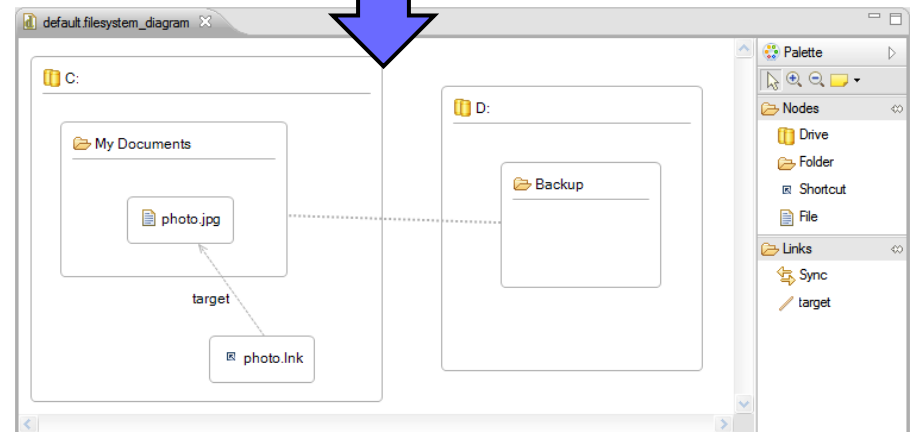 default.filesystem_diagram
C:
My Documents
photo.jpg
target
photo.lnk
D:
Backup
Palette
Nodes
Drive
Folder
Shortcut
File
Links
Sync
target